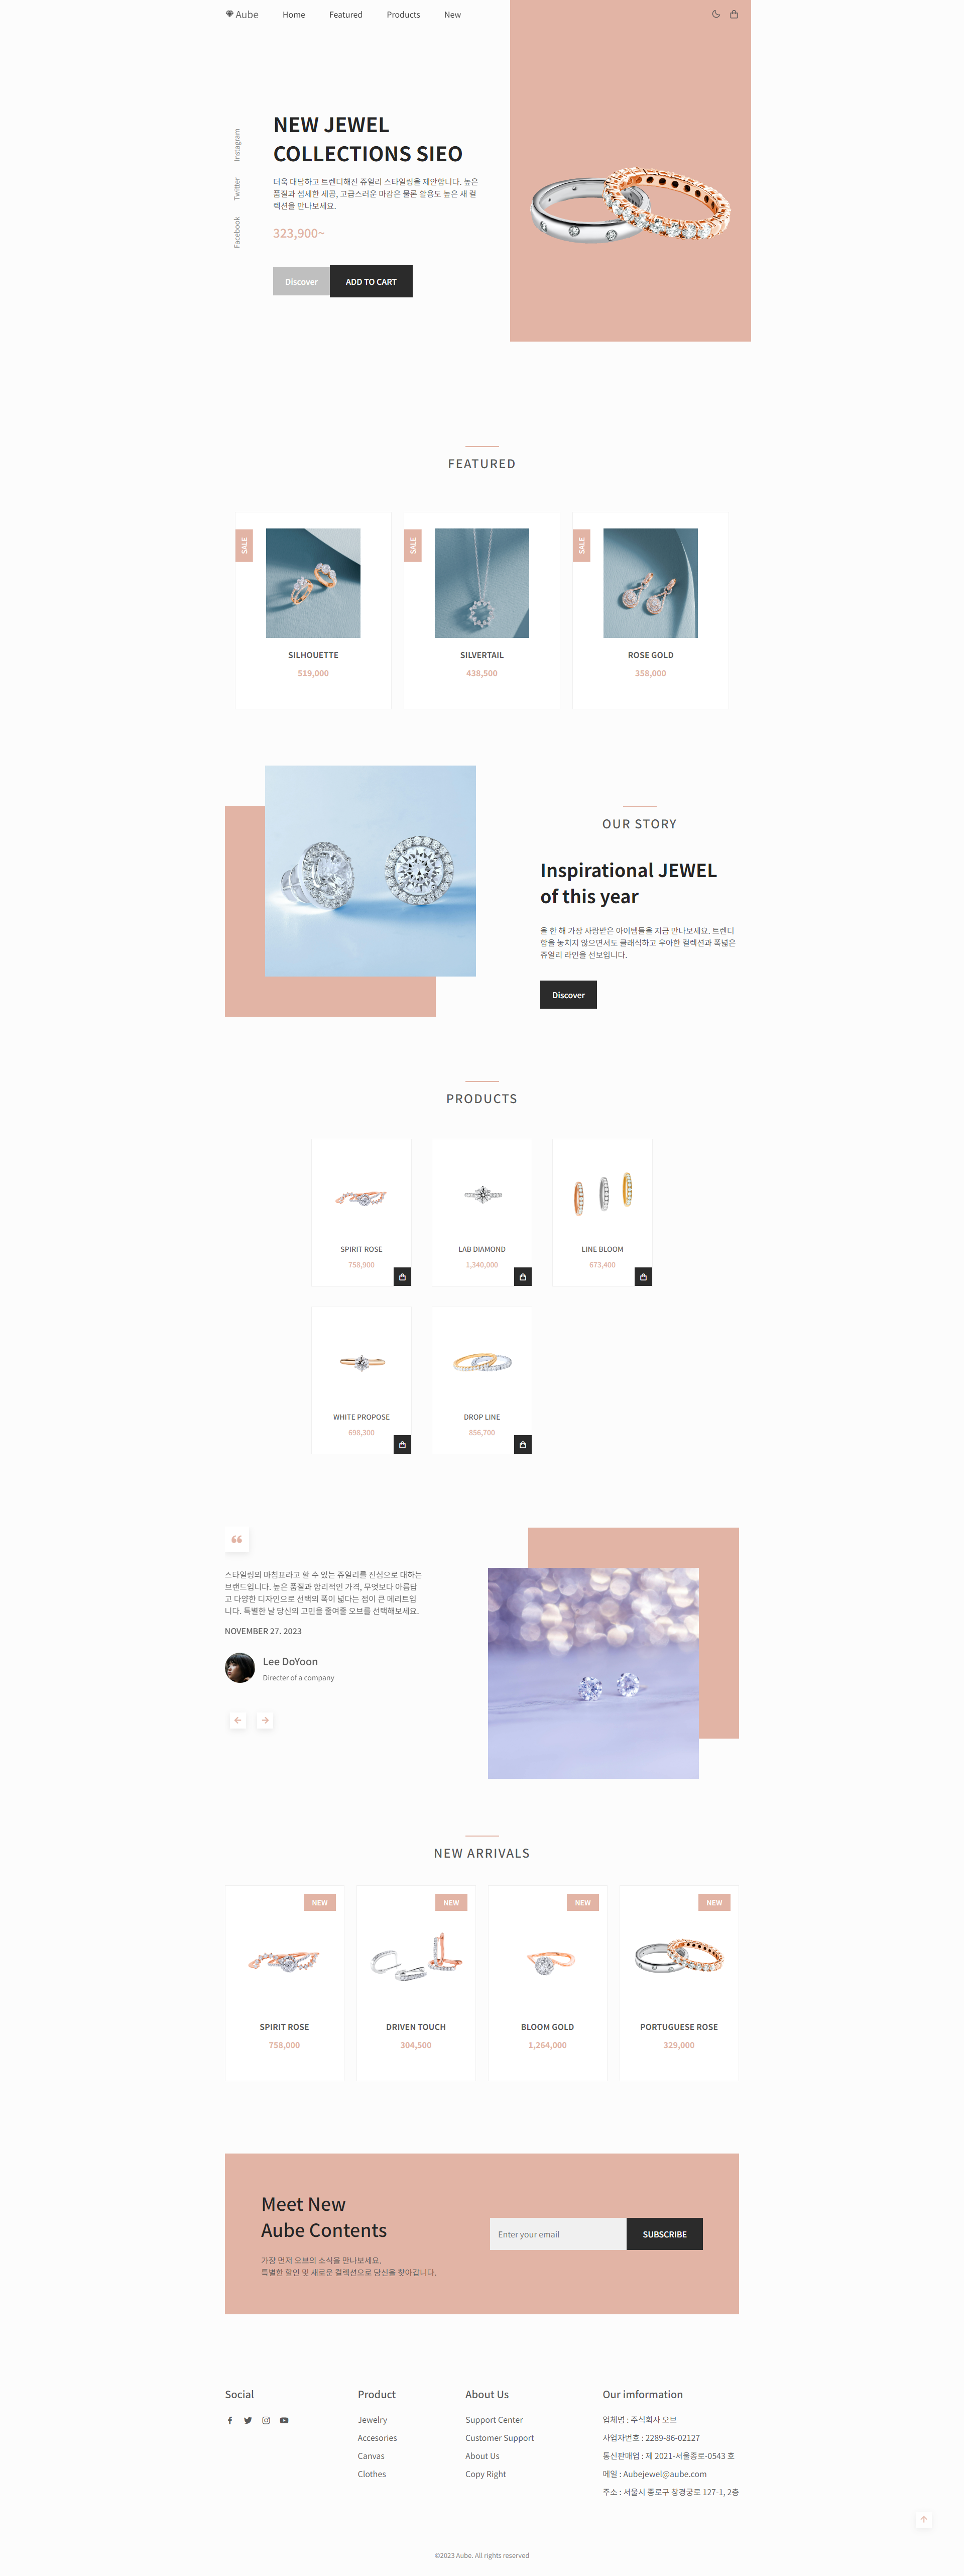 Aube
Home
Featured
Products
New
Instagram
Twitter
Facebook
NEW JEWEL
COLLECTIONS SIEO
더욱 대담하고 트렌디해진 쥬얼리 스타일링을 제안합니다. 높은
품질과 섬세한 세공, 고급스러운 마감은 물론 활용도 높은 새 컬
렉션을 만나보세요.
323,900~
Discover
ADD TO CART
FEATURED
SALE
SALE
SALE
SILHOUETTE
519,000
SILVERTAIL
438,500
ROSE GOLD
358,000
OUR STORY
Inspirational JEWEL
of this year
올 한 해 가장 사랑받은 아이템들을 지금 만나보세요. 트렌디
함을 놓치지 않으면서도 클래식하고 우아한 컬렉션과 폭넓은
쥬얼리 라인을 선보입니다.
Discover
PRODUCTS
SPIRIT ROSE
758,900
LAB DIAMOND
1,340,000
LINE BLOOM
673,400
WHITE PROPOSE
698,300
DROP LINE
856,700
스타일링의 마침표라고 할 수 있는 쥬얼리를 진심으로 대하는
브랜드입니다. 높은 품질과 합리적인 가격, 무엇보다 아름답
고 다양한 디자인으로 선택의 폭이 넓다는 점이 큰 메리트입
니다. 특별한 날 당신의 고민을 줄여줄 오브를 선택해보세요.
NOVEMBER 27. 2023
Lee DoYoon
Directer of a company
NEW ARRIVALS
NEW
NEW
NEW
NEW
SPIRIT ROSE
758,000
DRIVEN TOUCH
304,500
BLOOM GOLD
1,264,000
PORTUGUESE ROSE
329,000
Meet New
Aube Contents
가장 먼저 오브의 소식을 만나보세요.
특별한 할인 및 새로운 컬렉션으로 당신을 찾아갑니다.
Enter your email
SUBSCRIBE
Social
Product
Jewelry
Accesories
Canvas
Clothes
About Us
Support Center
Customer Support
About Us
Copy Right
Our imformation
업체명 : 주식회사 오브
사업자번호 : 2289-86-02127
통신판매업 : 제 2021-서울종로-0543 호
메일 : Aubejewel@aube.com
주소 : 서울시 종로구 창경궁로 127-1, 2층
©2023 Aube. All rights reserved